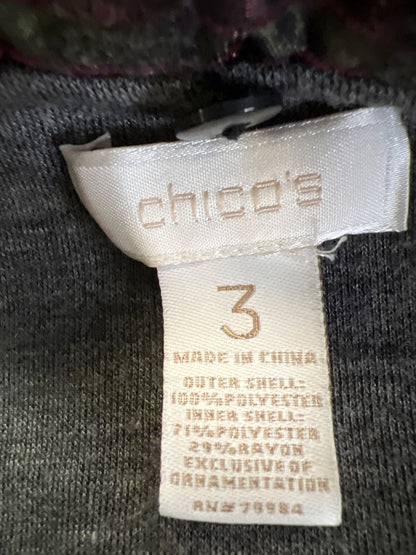 chico's
3
MADE IN CHINA
OUTER SHELL:
100%POLYESTER
INNER SHELL:
71%POLYESTER
29%RAYON
EXCLUSIVE OF
ORNAMENTATION
RN# 79984